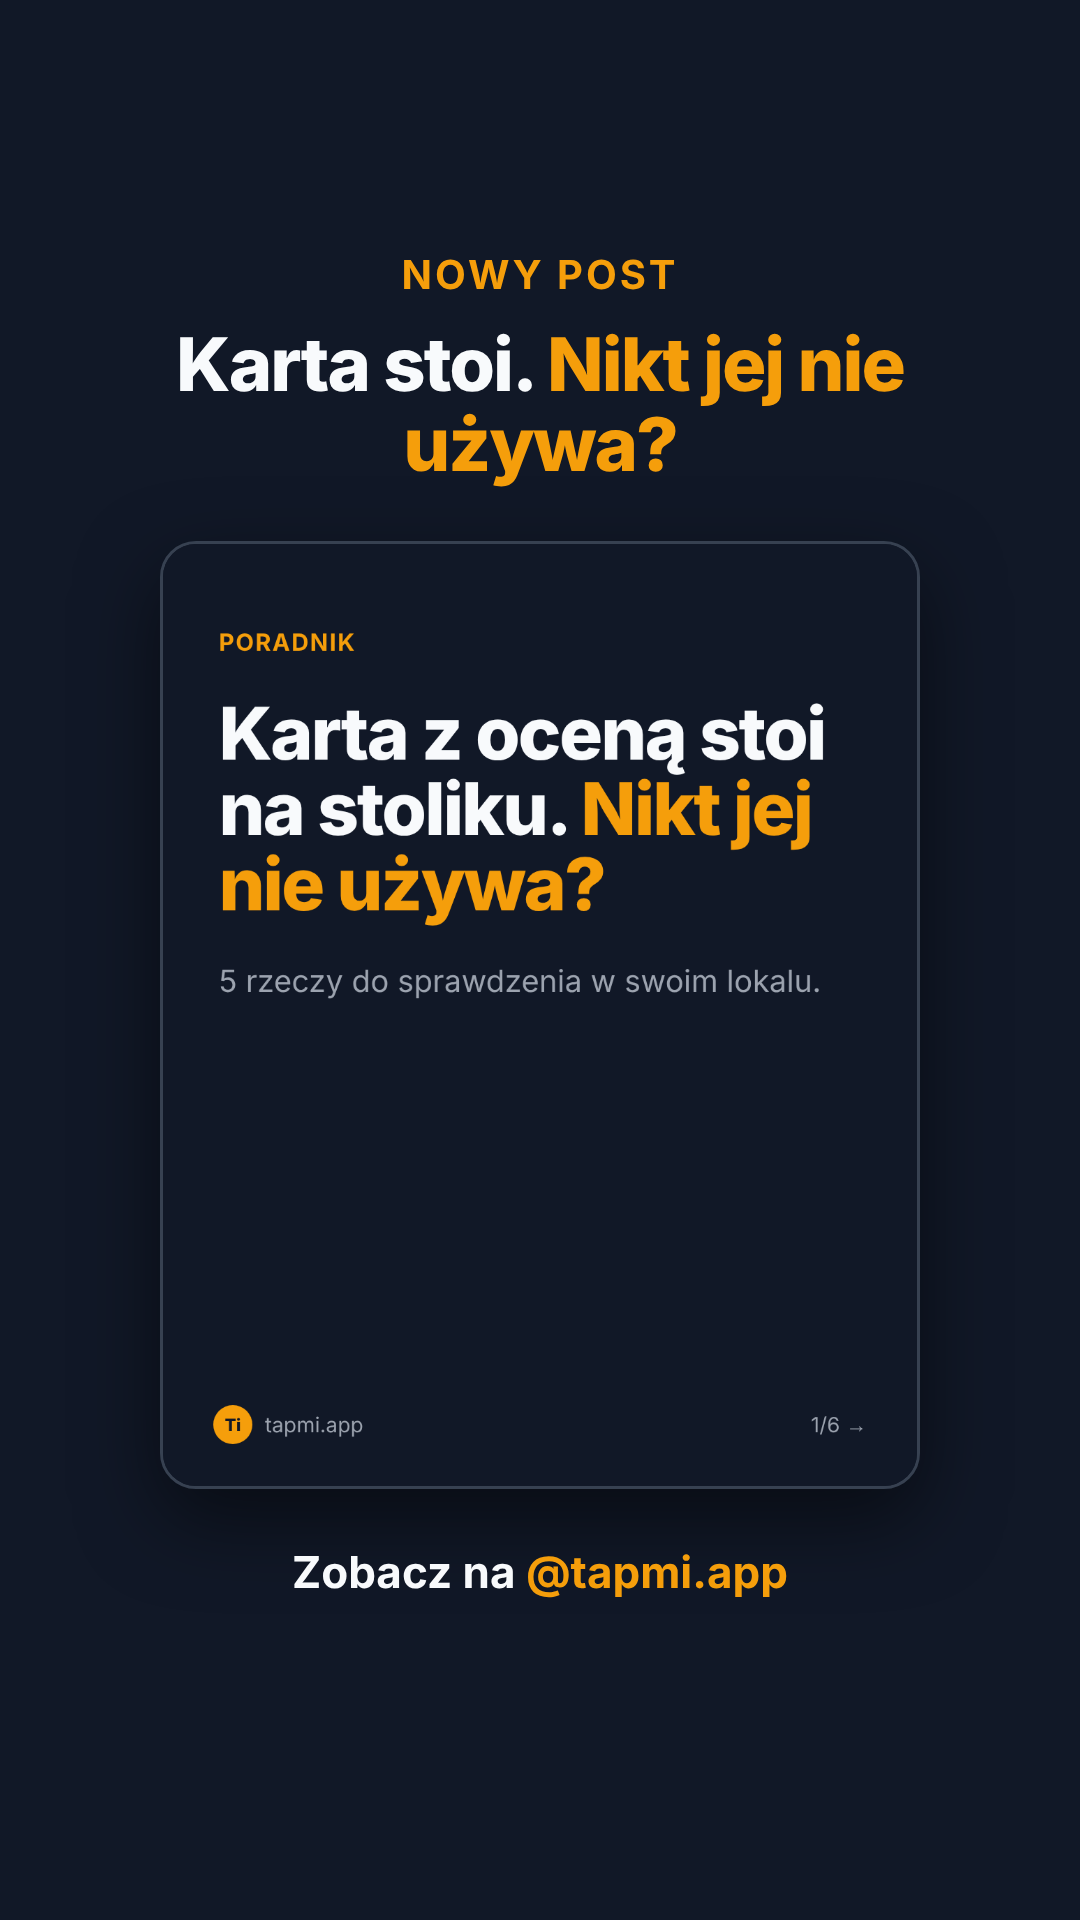 NOWY POST
Karta stoi. Nikt jej nie
używa?
PORADNIK
Karta z oceną stoi
na stoliku. Nikt jej
nie używa?
5 rzeczy do sprawdzenia w swoim lokalu.
Ti tapmi.app 1/6 →
Zobacz na @tapmi.app